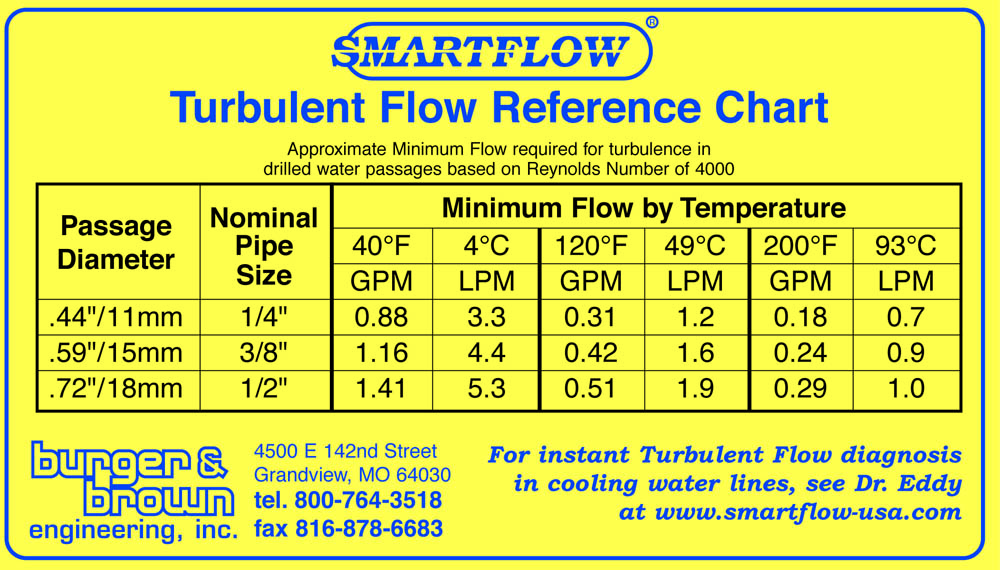 SMARTFLOW®
Turbulent Flow Reference Chart
Approximate Minimum Flow required for turbulence in
drilled water passages based on Reynolds Number of 4000
Passage Diameter Nominal Pipe Size Minimum Flow by Temperature
40°F 4°C 120°F 49°C 200°F 93°C
GPM LPM GPM LPM GPM LPM
.44"/11mm 1/4" 0.88 3.3 0.31 1.2 0.18 0.7
.59"/15mm 3/8" 1.16 4.4 0.42 1.6 0.24 0.9
.72"/18mm 1/2" 1.41 5.3 0.51 1.9 0.29 1.0
burger &
brown
engineering, inc.
4500 E 142nd Street
Grandview, MO 64030
tel. 800-764-3518
fax 816-878-6683
For instant Turbulent Flow diagnosis
in cooling water lines, see Dr. Eddy
at www.smartflow-usa.com